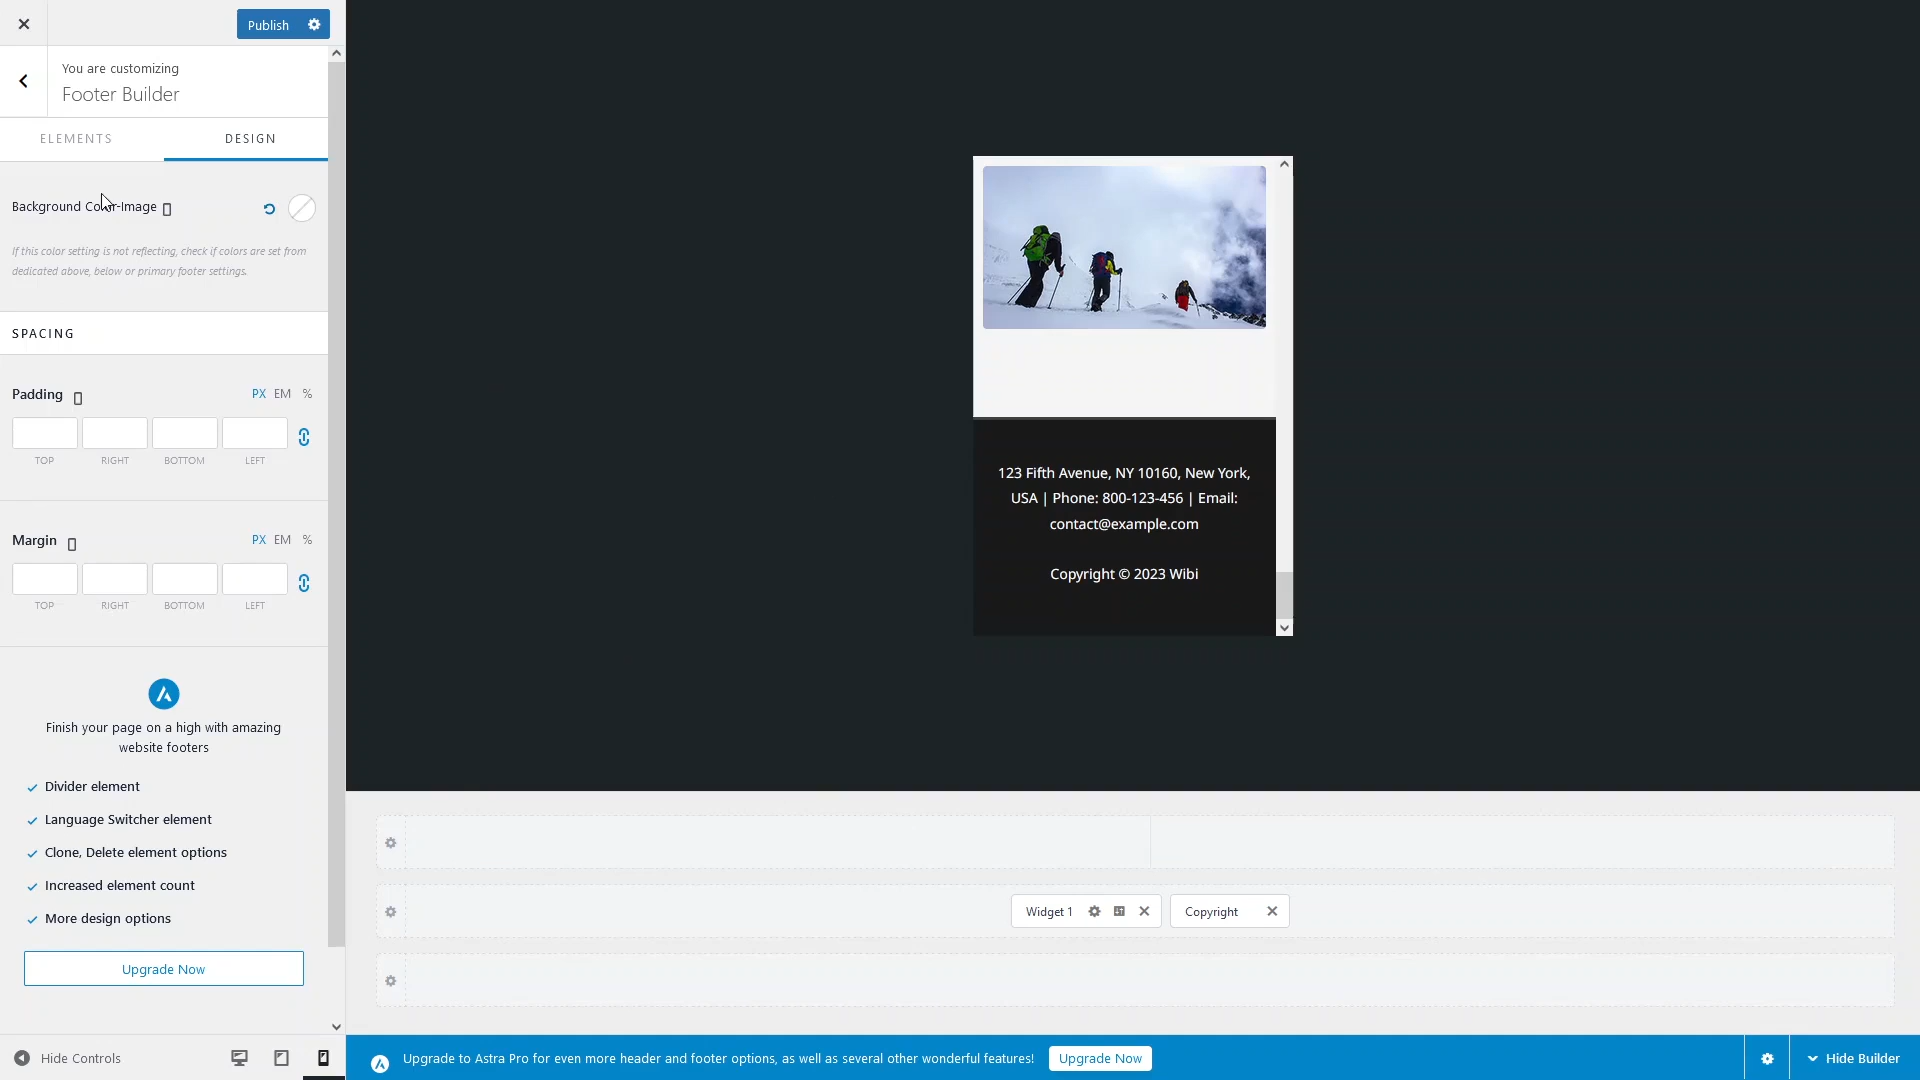 Publish
You are customizing
Footer Builder
ELEMENTS
DESIGN
Background Color-Image
If this color setting is not reflecting, check if colors are set from
dedicated above, below or primary footer settings.
SPACING
Padding
PX EM %
TOP RIGHT BOTTOM LEFT
Margin
PX EM %
TOP RIGHT BOTTOM LEFT
Finish your page on a high with amazing
website footers
Divider element
Language Switcher element
Clone, Delete element options
Increased element count
More design options
Upgrade Now
Hide Controls
123 Fifth Avenue, NY 10160, New York,
USA | Phone: 800-123-456 | Email:
contact@example.com
Copyright © 2023 Wibi
Widget 1
Copyright
Upgrade to Astra Pro for even more header and footer options, as well as several other wonderful features!
Upgrade Now
Hide Builder